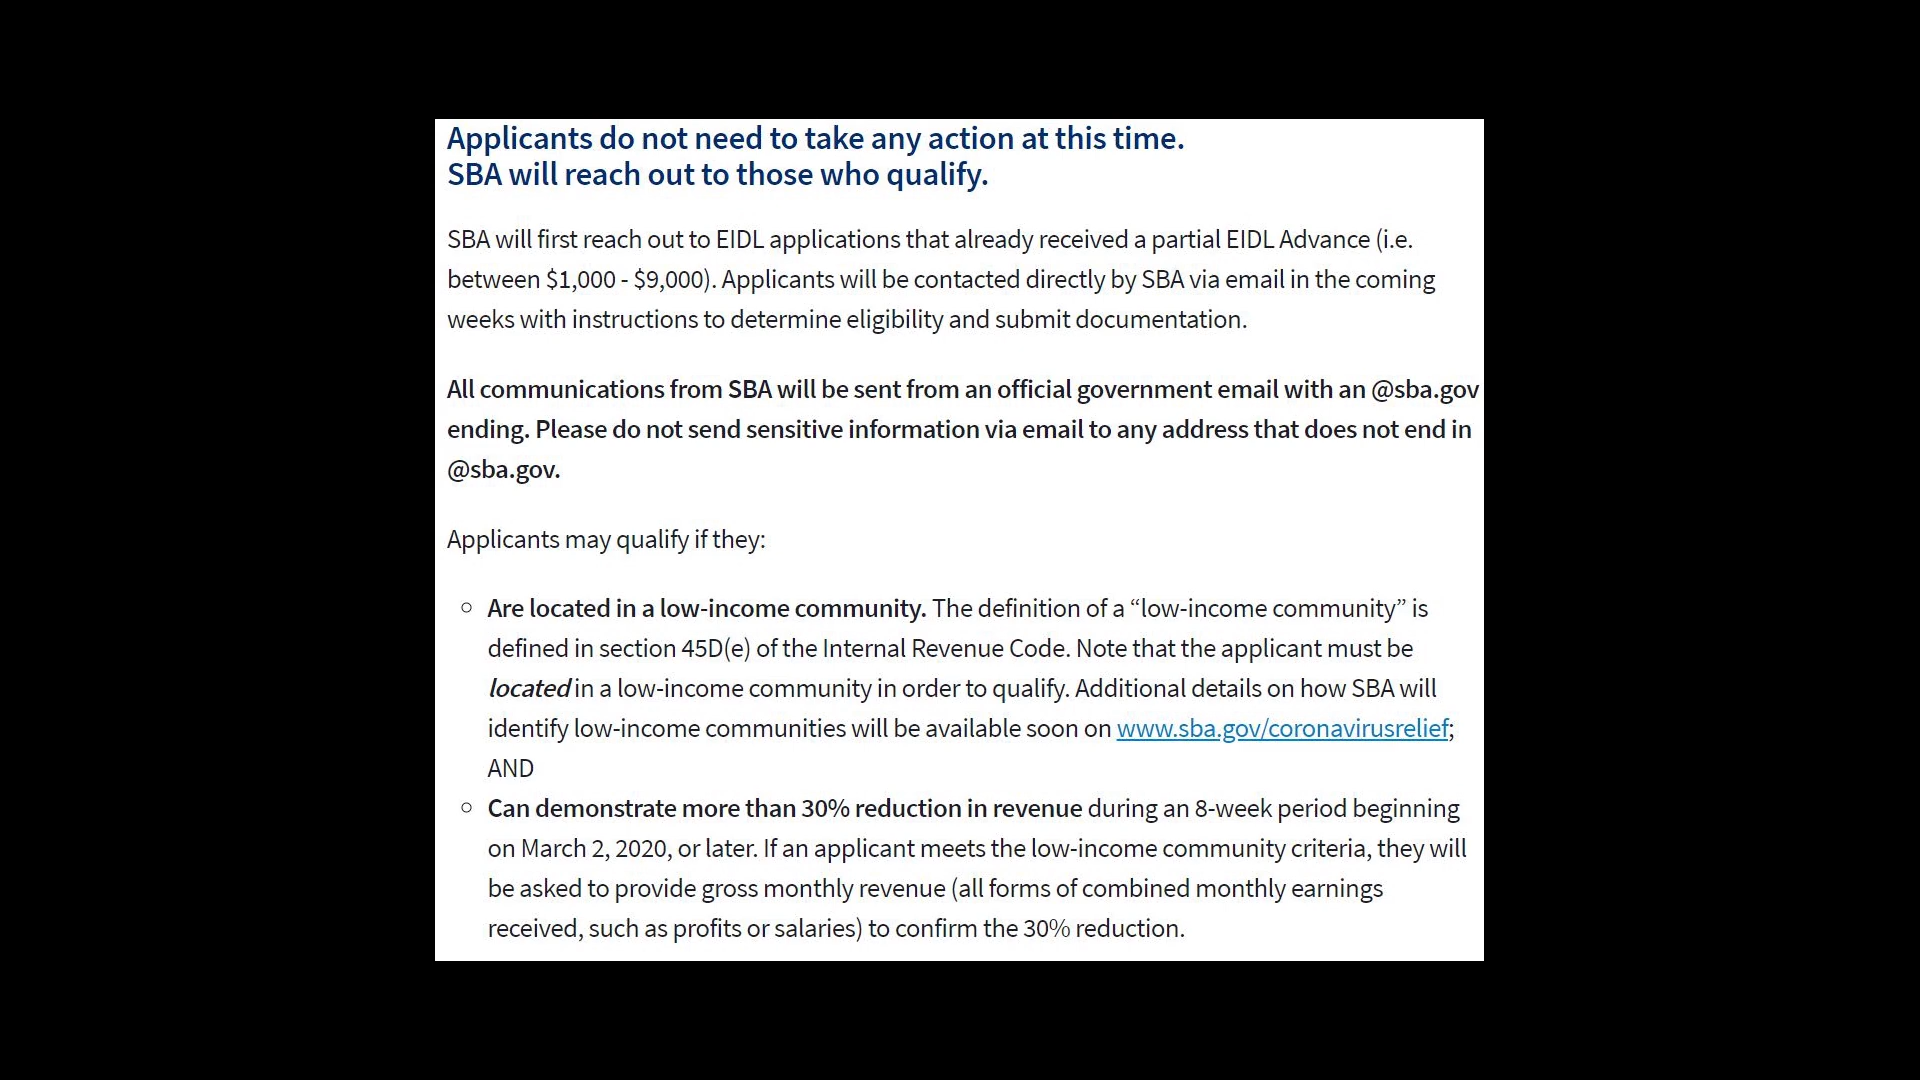 Applicants do not need to take any action at this time.
SBA will reach out to those who qualify.
SBA will first reach out to EIDL applications that already received a partial EIDL Advance (i.e.
between $1,000 - $9,000). Applicants will be contacted directly by SBA via email in the coming
weeks with instructions to determine eligibility and submit documentation.
All communications from SBA will be sent from an official government email with an @sba.gov
ending. Please do not send sensitive information via email to any address that does not end in
@sba.gov.
Applicants may qualify if they:
○ Are located in a low-income community. The definition of a “low-income community” is
defined in section 45D(e) of the Internal Revenue Code. Note that the applicant must be
located in a low-income community in order to qualify. Additional details on how SBA will
identify low-income communities will be available soon on www.sba.gov/coronavirusrelief;
AND
○ Can demonstrate more than 30% reduction in revenue during an 8-week period beginning
on March 2, 2020, or later. If an applicant meets the low-income community criteria, they will
be asked to provide gross monthly revenue (all forms of combined monthly earnings
received, such as profits or salaries) to confirm the 30% reduction.